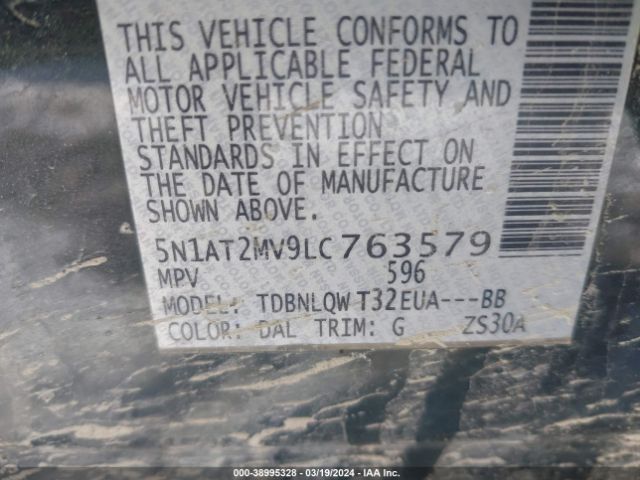 THIS VEHICLE CONFORMS TO
ALL APPLICABLE FEDERAL
MOTOR VEHICLE SAFETY AND
THEFT PREVENTION
STANDARDS IN EFFECT ON
THE DATE OF MANUFACTURE
SHOWN ABOVE.
5N1AT2MV9LC763579
MPV 596
MODEL: TDBNLQWT32EUA---BB
COLOR: DAL TRIM: G ZS30A
000-38995328 - 03/19/2024 - IAA Inc.